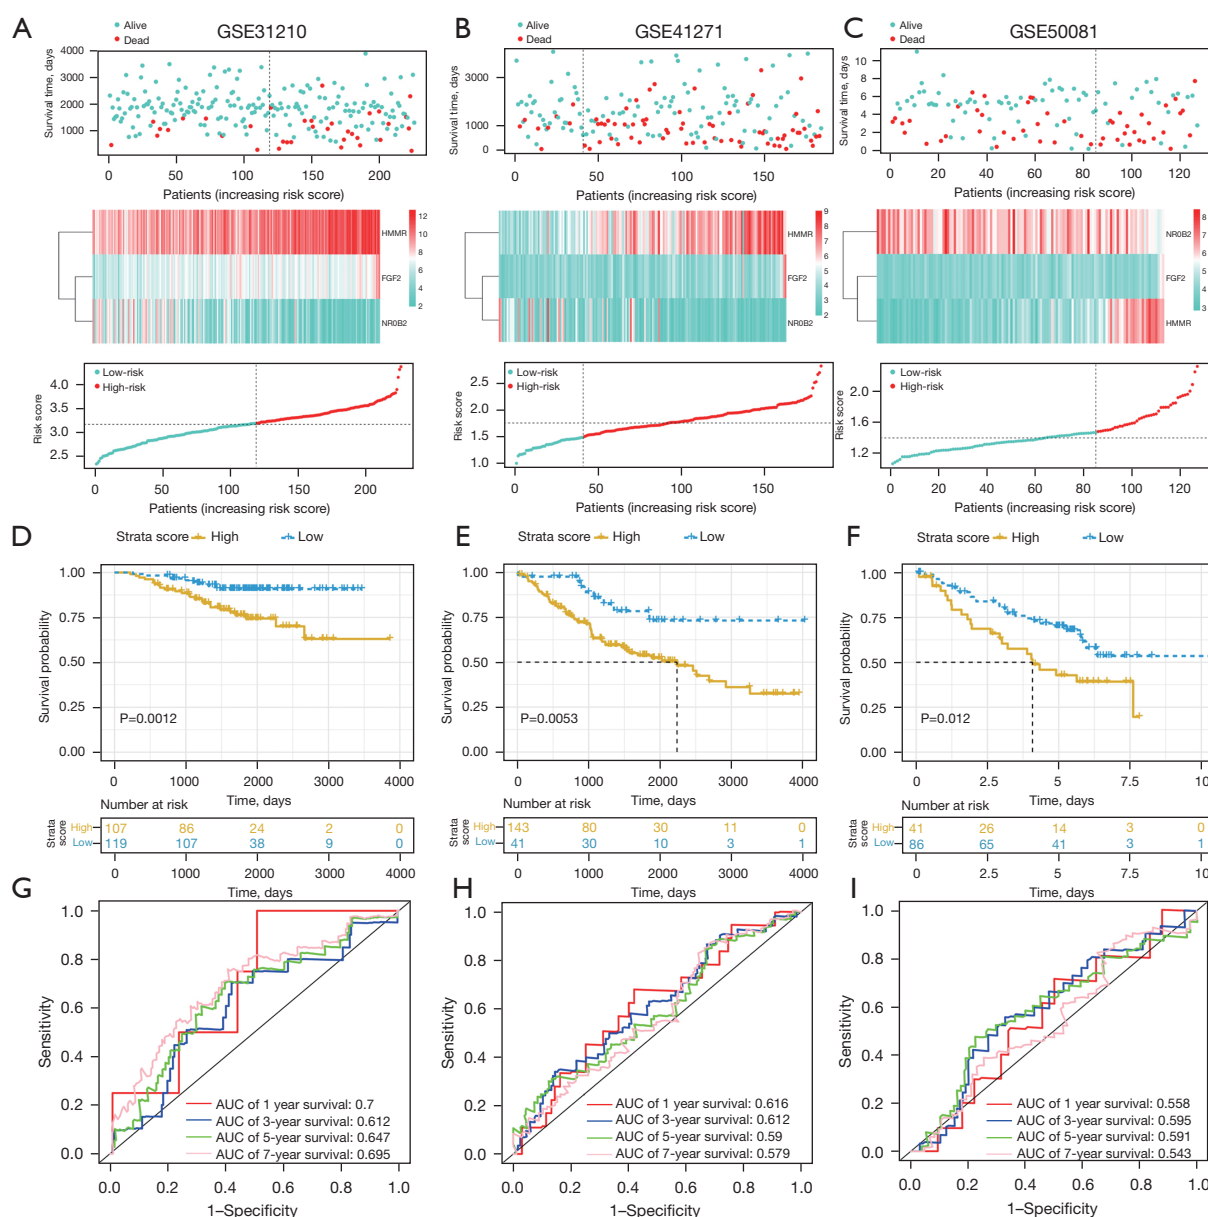 A
GSE31210
Alive
Dead
Survival time, days
4000
3000
2000
1000
0 50 100 150 200
Patients (increasing risk score)
12
10
8
6
4
2
HMMR
FGF2
NR0B2
Low-risk
High-risk
Risk score
4.0
3.5
3.0
2.5
0 50 100 150 200
Patients (increasing risk score)
B
GSE41271
Alive
Dead
Survival time, days
3000
1000
0
0 50 100 150
Patients (increasing risk score)
9
8
7
6
5
4
3
2
HMMR
FGF2
NR0B2
Low-risk
High-risk
Risk score
2.5
2.0
1.5
1.0
0 50 100 150
Patients (increasing risk score)
C
GSE50081
Alive
Dead
Survival time, days
10
8
6
4
2
0
0 20 40 60 80 100 120
Patients (increasing risk score)
8
7
6
5
4
3
NR0B2
FGF2
HMMR
Low-risk
High-risk
Risk score
2.0
1.6
1.2
0 20 40 60 80 100 120
Patients (increasing risk score)
D
Strata score High Low
Survival probability
1.00
0.75
0.50
0.25
0.00
P=0.0012
0 1000 2000 3000 4000
Time, days
Number at risk
Strata score
High 107 86 24 2 0
Low 119 107 38 9 0
0 1000 2000 3000 4000
Time, days
E
Strata score High Low
Survival probability
1.00
0.75
0.50
0.25
0.00
P=0.0053
0 1000 2000 3000 4000
Time, days
Number at risk
Strata score
High 143 80 30 11 0
Low 41 30 10 3 1
0 1000 2000 3000 4000
Time, days
F
Strata score High Low
Survival probability
1.00
0.75
0.50
0.25
0.00
P=0.012
0 2.5 5.0 7.5 10
Time, days
Number at risk
Strata score
High 41 26 14 3 0
Low 86 65 41 3 1
0 2.5 5.0 7.5 10
Time, days
G
Sensitivity
1.0
0.8
0.6
0.4
0.2
0.0
AUC of 1 year survival: 0.7
AUC of 3-year survival: 0.612
AUC of 5-year survival: 0.647
AUC of 7-year survival: 0.695
0.0 0.2 0.4 0.6 0.8 1.0
1–Specificity
H
Sensitivity
1.0
0.8
0.6
0.4
0.2
0.0
AUC of 1 year survival: 0.616
AUC of 3-year survival: 0.612
AUC of 5-year survival: 0.59
AUC of 7-year survival: 0.579
0.0 0.2 0.4 0.6 0.8 1.0
1–Specificity
I
Sensitivity
1.0
0.8
0.6
0.4
0.2
0.0
AUC of 1 year survival: 0.558
AUC of 3-year survival: 0.595
AUC of 5-year survival: 0.591
AUC of 7-year survival: 0.543
0.0 0.2 0.4 0.6 0.8 1.0
1–Specificity